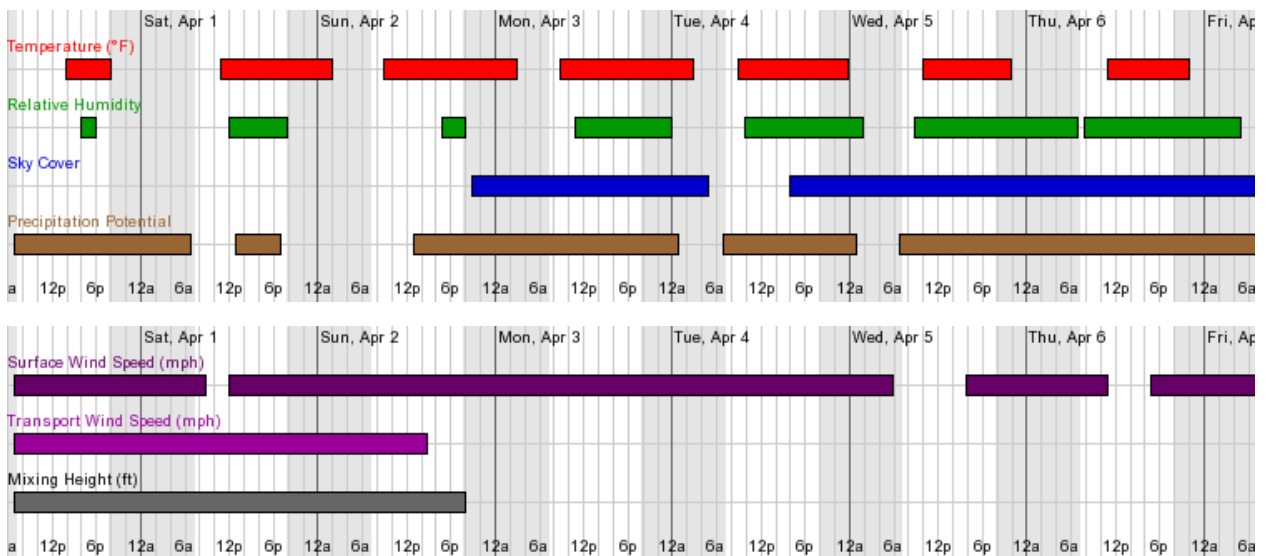 Sat, Apr 1 Sun, Apr 2 Mon, Apr 3 Tue, Apr 4 Wed, Apr 5 Thu, Apr 6 Fri, Ap
Temperature (°F)
Relative Humidity
Sky Cover
Precipitation Potential
a 12p 6p 12a 6a 12p 6p 12a 6a 12p 6p 12a 6a 12p 6p 12a 6a 12p 6p 12a 6a 12p 6p 12a 6a 12p 6p 12a 6a
Sat, Apr 1 Sun, Apr 2 Mon, Apr 3 Tue, Apr 4 Wed, Apr 5 Thu, Apr 6 Fri, Ap
Surface Wind Speed (mph)
Transport Wind Speed (mph)
Mixing Height (ft)
a 12p 6p 12a 6a 12p 6p 12a 6a 12p 6p 12a 6a 12p 6p 12a 6a 12p 6p 12a 6a 12p 6p 12a 6a 12p 6p 12a 6a